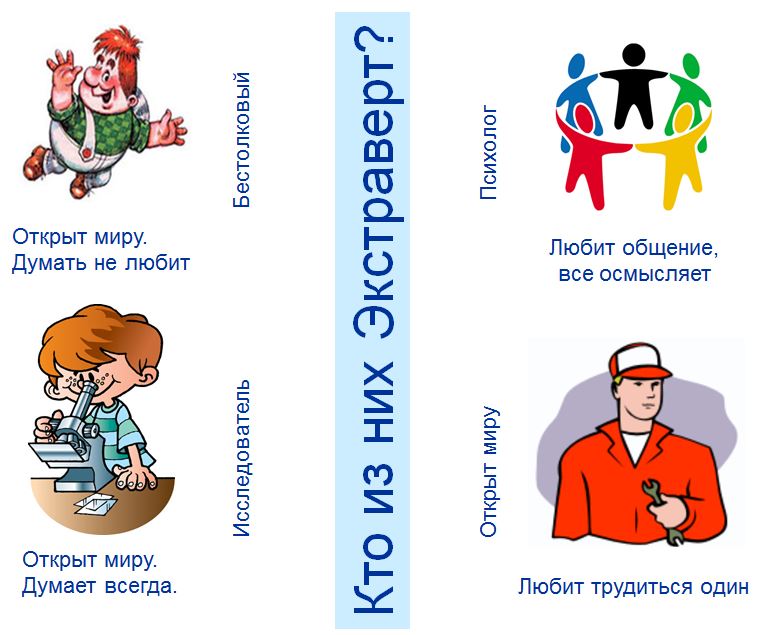 Кто из них Экстраверт?
Бестолковый
Открыт миру.
Думать не любит
Психолог
Любит общение,
все осмысляет
Исследователь
Открыт миру.
Думает всегда.
Открыт миру
Любит трудиться один